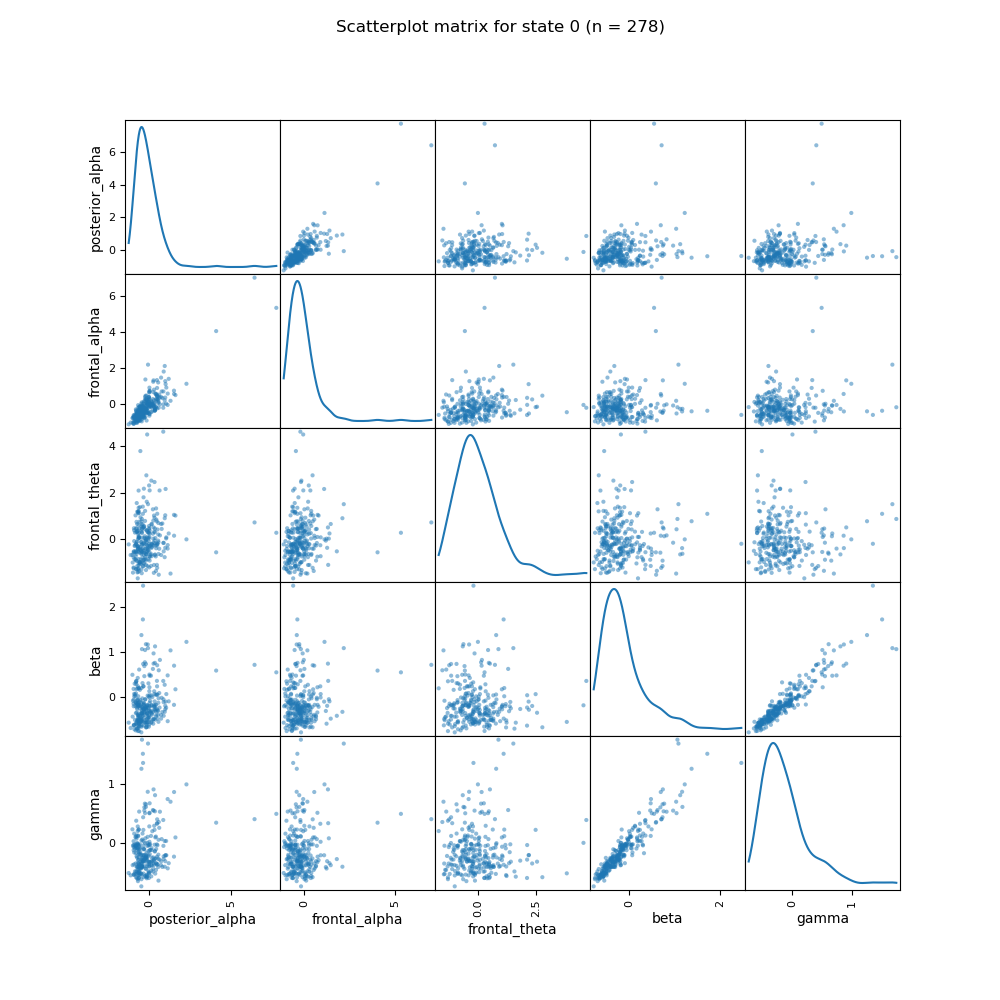 Scatterplot matrix for state 0 (n = 278)
posterior_alpha
6
4
2
0
frontal_alpha
6
4
2
0
frontal_theta
4
2
0
beta
2
1
0
gamma
1
0
0 5 0 5 0.0 2.5 0 2 0 1
posterior_alpha frontal_alpha frontal_theta beta gamma